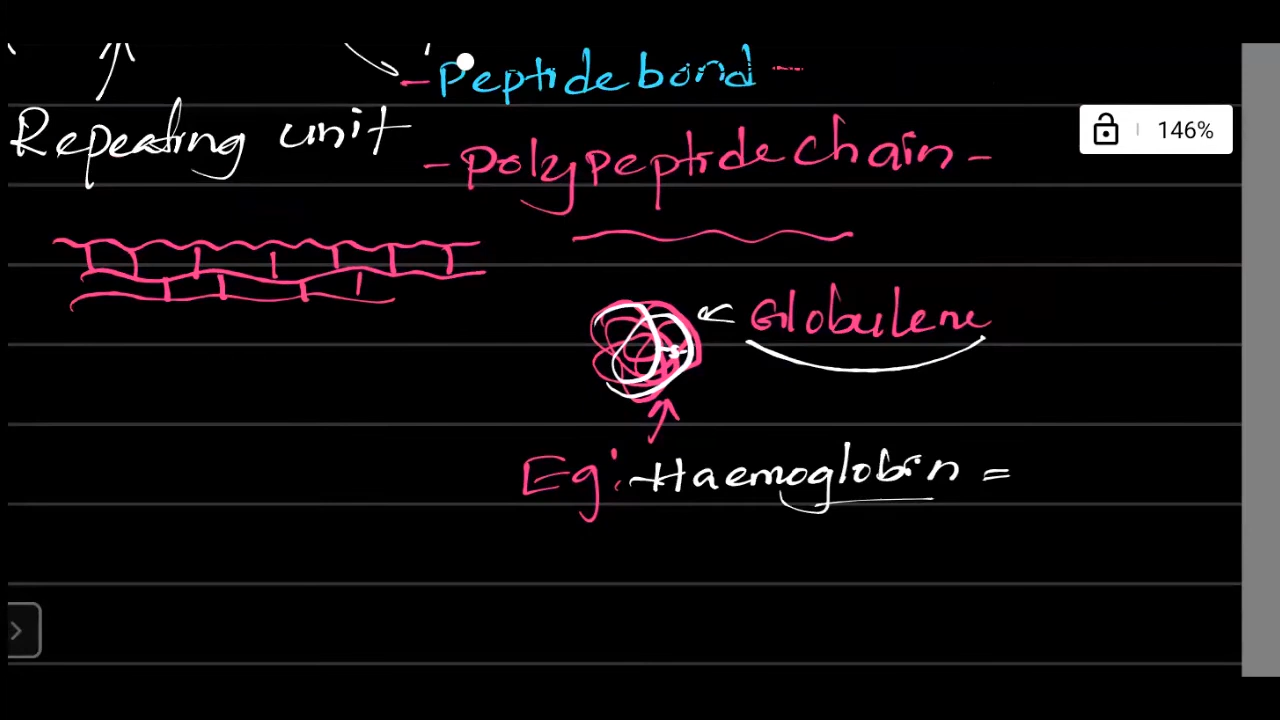 - Peptide bond -
Repeating unit
- Polypeptide chain -
Globulene
Eg: Haemoglobin =
146%